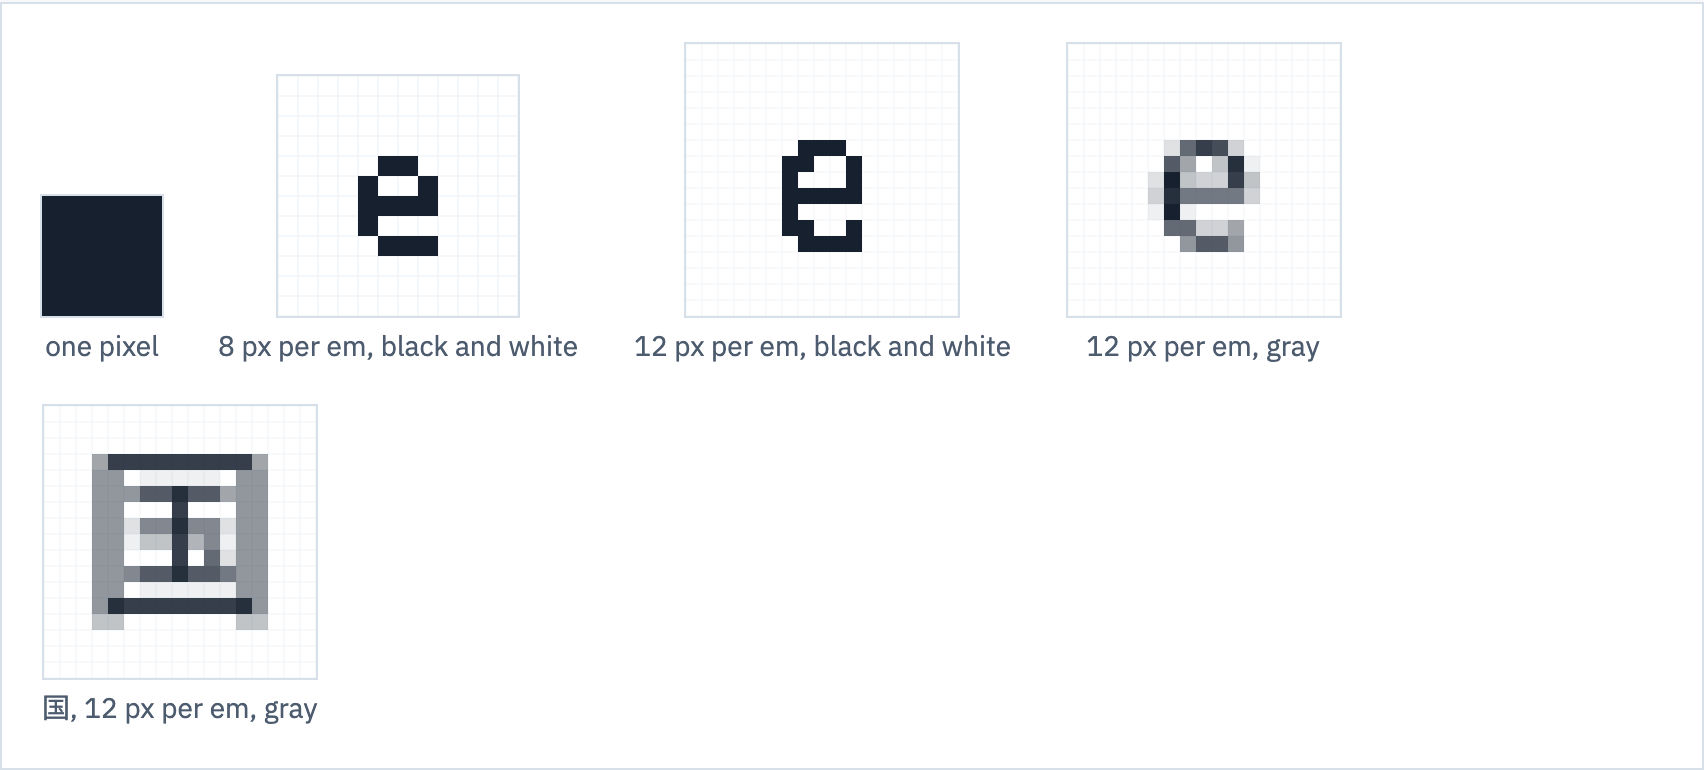 e
e
e
one pixel
8 px per em, black and white
12 px per em, black and white
12 px per em, gray
国
国, 12 px per em, gray